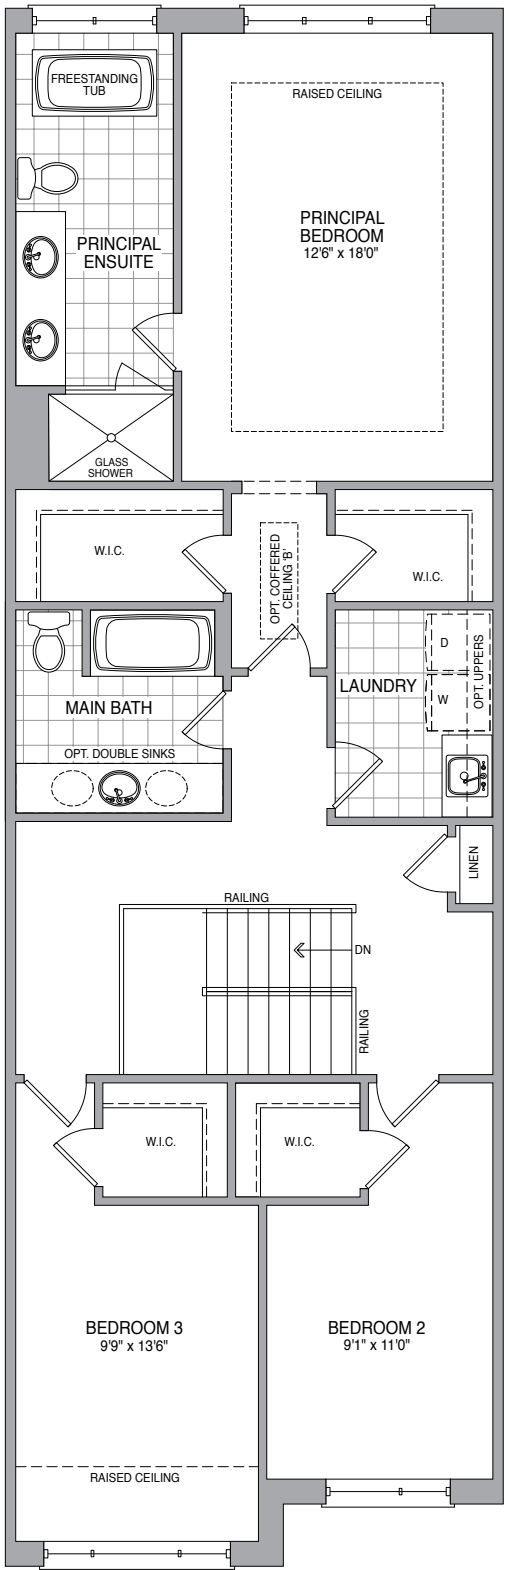 FREESTANDING
TUB
RAISED CEILING
PRINCIPAL
BEDROOM
12'6" x 18'0"
PRINCIPAL
ENSUITE
GLASS
SHOWER
W.I.C.
OPT. COFFERED
CEILING 'B'
W.I.C.
MAIN BATH
OPT. DOUBLE SINKS
LAUNDRY
D
W
OPT. UPPERS
LINEN
RAILING
DN
RAILING
W.I.C.
W.I.C.
BEDROOM 3
9'9" x 13'6"
BEDROOM 2
9'1" x 11'0"
RAISED CEILING